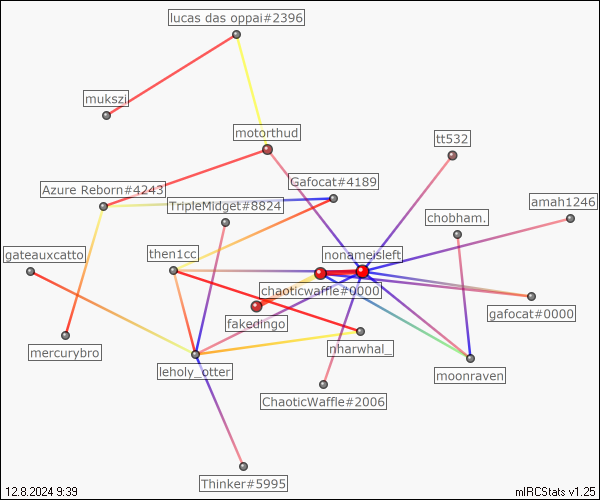 lucas das oppai#2396
mukszi
motorthud
tt532
Azure Reborn#4243
Gafocat#4189
TripleMidget#8824
amah1246
chobham.
gateauxcatto
then1cc
nonameisleft
chaoticwaffle#0000
gafocat#0000
fakedingo
mercurybro
nharwhal_
leholy_otter
moonraven
ChaoticWaffle#2006
Thinker#5995
12.8.2024 9:39
mIRCStats v1.25